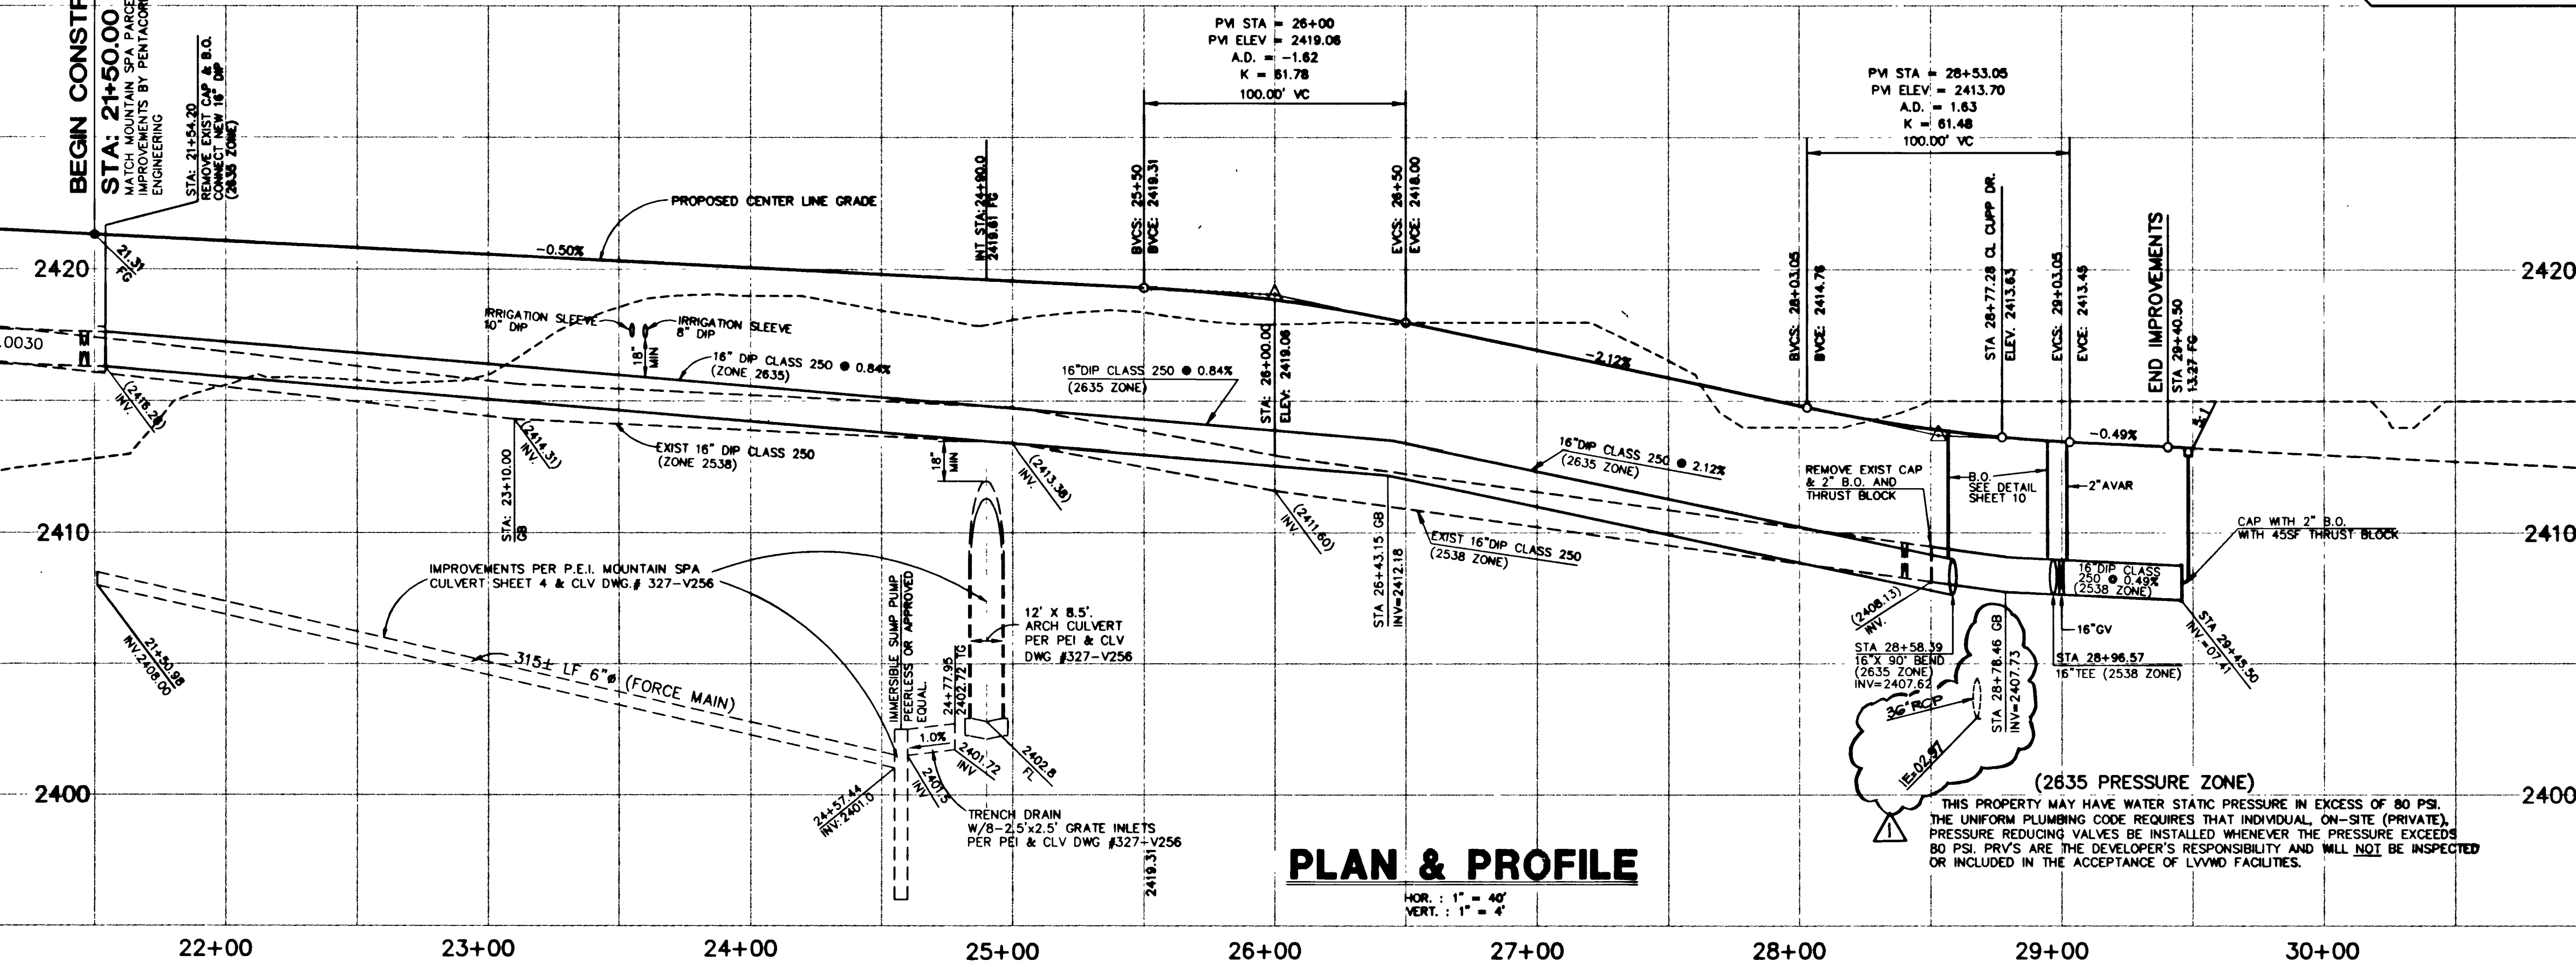 BEGIN CONSTR
STA: 21+50.00
MATCH MOUNTAIN SPA PARCE
IMPROVEMENTS BY PENTACOR
ENGINEERING
STA: 21+54.20
REMOVE EXIST CAP & B.O.
CONNECT NEW 16" DIP
(2635 ZONE)
PVI STA = 26+00
PVI ELEV = 2419.06
A.D. = -1.62
K = 61.78
100.00' VC
PVI STA = 28+53.05
PVI ELEV = 2413.70
A.D. = 1.63
K = 61.48
100.00' VC
PROPOSED CENTER LINE GRADE
INT STA: 24+90.0
2419.61 FG
BVCS: 25+50
BVCE: 2419.31
EVCS: 26+50
EVCE: 2418.00
BVCS: 28+03.05
BVCE: 2414.76
STA 28+77.28 CL CUPP DR.
ELEV. 2413.63
EVCS: 29+03.05
EVCE: 2413.45
END IMPROVEMENTS
STA 29+40.50
13.27 FG
21.31
FG
-0.50%
2420
2420
IRRIGATION SLEEVE
10" DIP
IRRIGATION SLEEVE
8" DIP
18"
MIN
.0030
16" DIP CLASS 250 @ 0.84%
(ZONE 2635)
16"DIP CLASS 250 @ 0.84%
(2635 ZONE)
STA: 26+00.00
ELEV: 2419.06
-2.12%
-0.49%
5:1
INV.
(2414.31)
INV.
EXIST 16" DIP CLASS 250
(ZONE 2538)
18"
MIN
(2413.38)
INV.
16"DIP CLASS 250 @ 2.12%
(2635 ZONE)
REMOVE EXIST CAP
& 2" B.O. AND
THRUST BLOCK
B.O.
SEE DETAIL
SHEET 10
2"AVAR
STA: 23+10.00
GB
(2411.60)
INV.
STA 26+43.15 GB
INV=2412.18
EXIST 16"DIP CLASS 250
(2538 ZONE)
CAP WITH 2" B.O.
WITH 45SF THRUST BLOCK
2410
2410
IMPROVEMENTS PER P.E.I. MOUNTAIN SPA
CULVERT SHEET 4 & CLV DWG.# 327-V256
16"DIP CLASS
250 @ 0.49%
(2538 ZONE)
12' X 8.5'.
ARCH CULVERT
PER PEI & CLV
DWG #327-V256
(2408.13)
INV.
16"GV
STA 29+45.50
INV.=07.41
STA 28+58.39
16"X 90° BEND
(2635 ZONE)
INV=2407.62
STA 28+96.57
16"TEE (2538 ZONE)
STA 28+78.46 GB
INV=2407.73
21+50.98
INV.2408.00
315± LF 6"ø (FORCE MAIN)
IMMERSIBLE SUMP PUMP
PEERLESS OR APPROVED
EQUAL.
24+77.95
2402.72 TG
36"RCP
IE=02.97
1.0%
2401.72
INV
2402.8
FL
2401.5
INV
24+57.44
INV:2401.0
2400
2400
TRENCH DRAIN
W/8-2.5'x2.5' GRATE INLETS
PER PEI & CLV DWG #327-V256
2419.31
1
(2635 PRESSURE ZONE)
THIS PROPERTY MAY HAVE WATER STATIC PRESSURE IN EXCESS OF 80 PSI.
THE UNIFORM PLUMBING CODE REQUIRES THAT INDIVIDUAL, ON-SITE (PRIVATE),
PRESSURE REDUCING VALVES BE INSTALLED WHENEVER THE PRESSURE EXCEEDS
80 PSI. PRV'S ARE THE DEVELOPER'S RESPONSIBILITY AND WILL NOT BE INSPECTED
OR INCLUDED IN THE ACCEPTANCE OF LVVWD FACILITIES.
PLAN & PROFILE
HOR. : 1" = 40'
VERT. : 1" = 4'
22+00
23+00
24+00
25+00
26+00
27+00
28+00
29+00
30+00